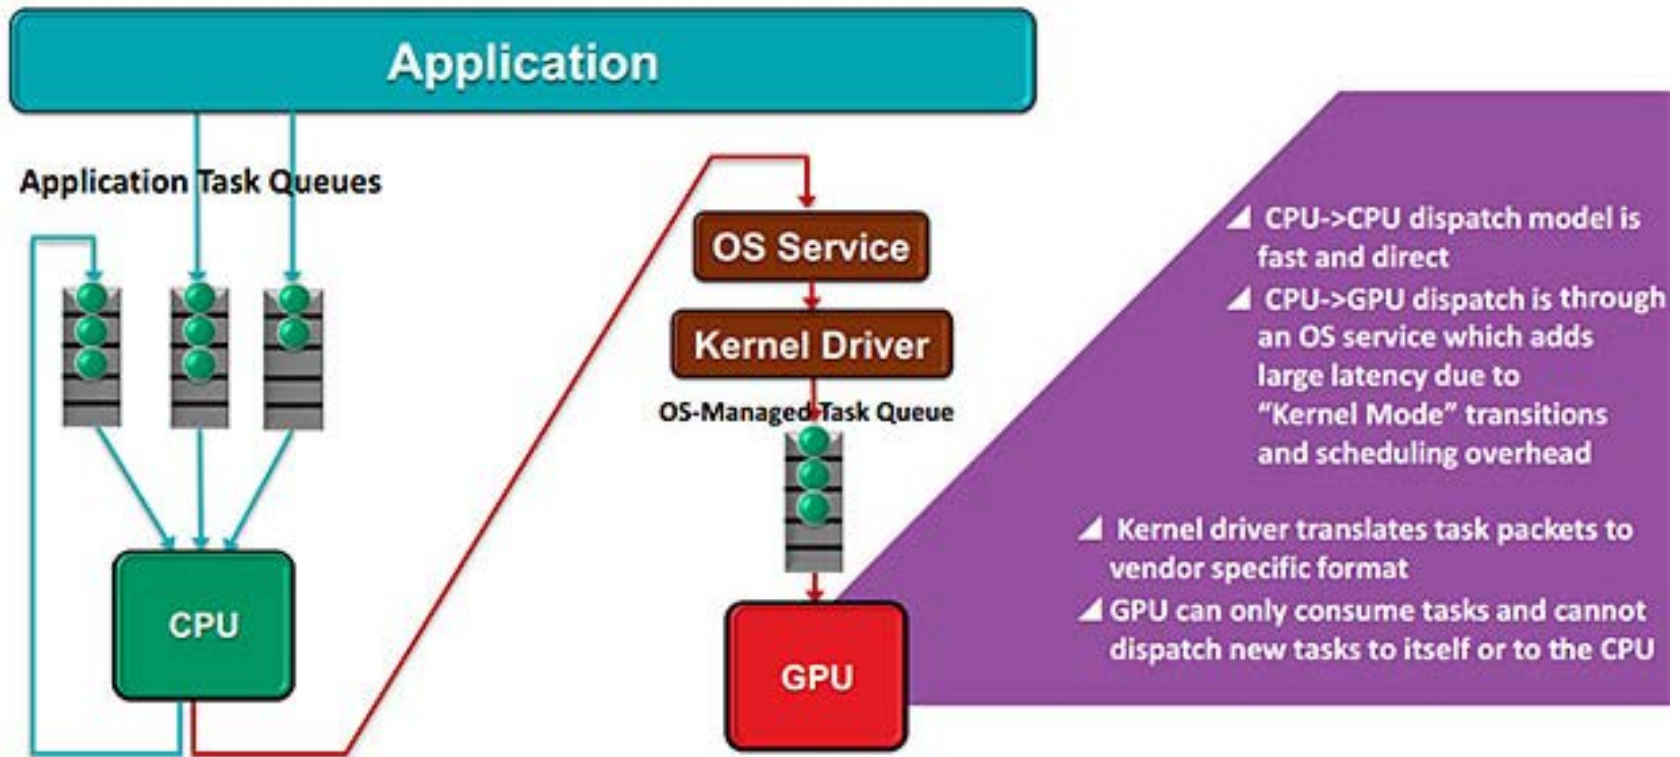 Application
Application Task Queues
OS Service
Kernel Driver
OS-Managed Task Queue
CPU
GPU
CPU->CPU dispatch model is
fast and direct
CPU->GPU dispatch is through
an OS service which adds
large latency due to
“Kernel Mode” transitions
and scheduling overhead
Kernel driver translates task packets to
vendor specific format
GPU can only consume tasks and cannot
dispatch new tasks to itself or to the CPU